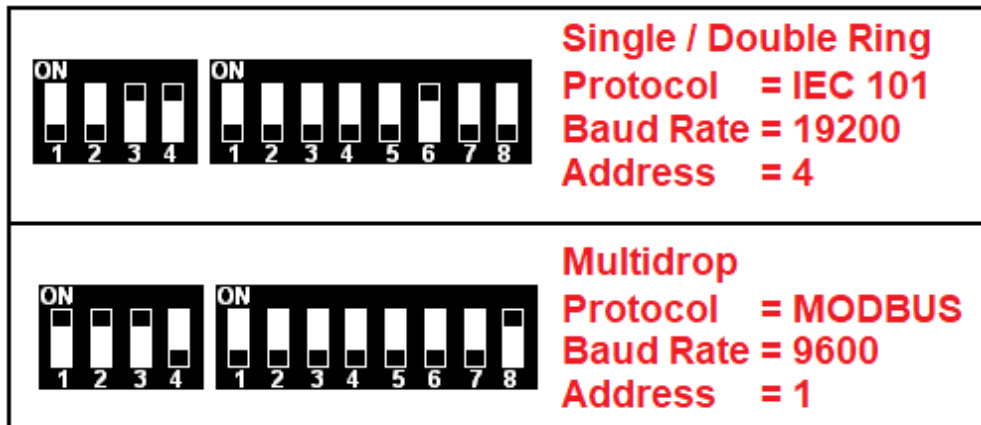 ON ON
1 2 3 4 1 2 3 4 5 6 7 8
Single / Double Ring
Protocol = IEC 101
Baud Rate = 19200
Address = 4
ON ON
1 2 3 4 1 2 3 4 5 6 7 8
Multidrop
Protocol = MODBUS
Baud Rate = 9600
Address = 1